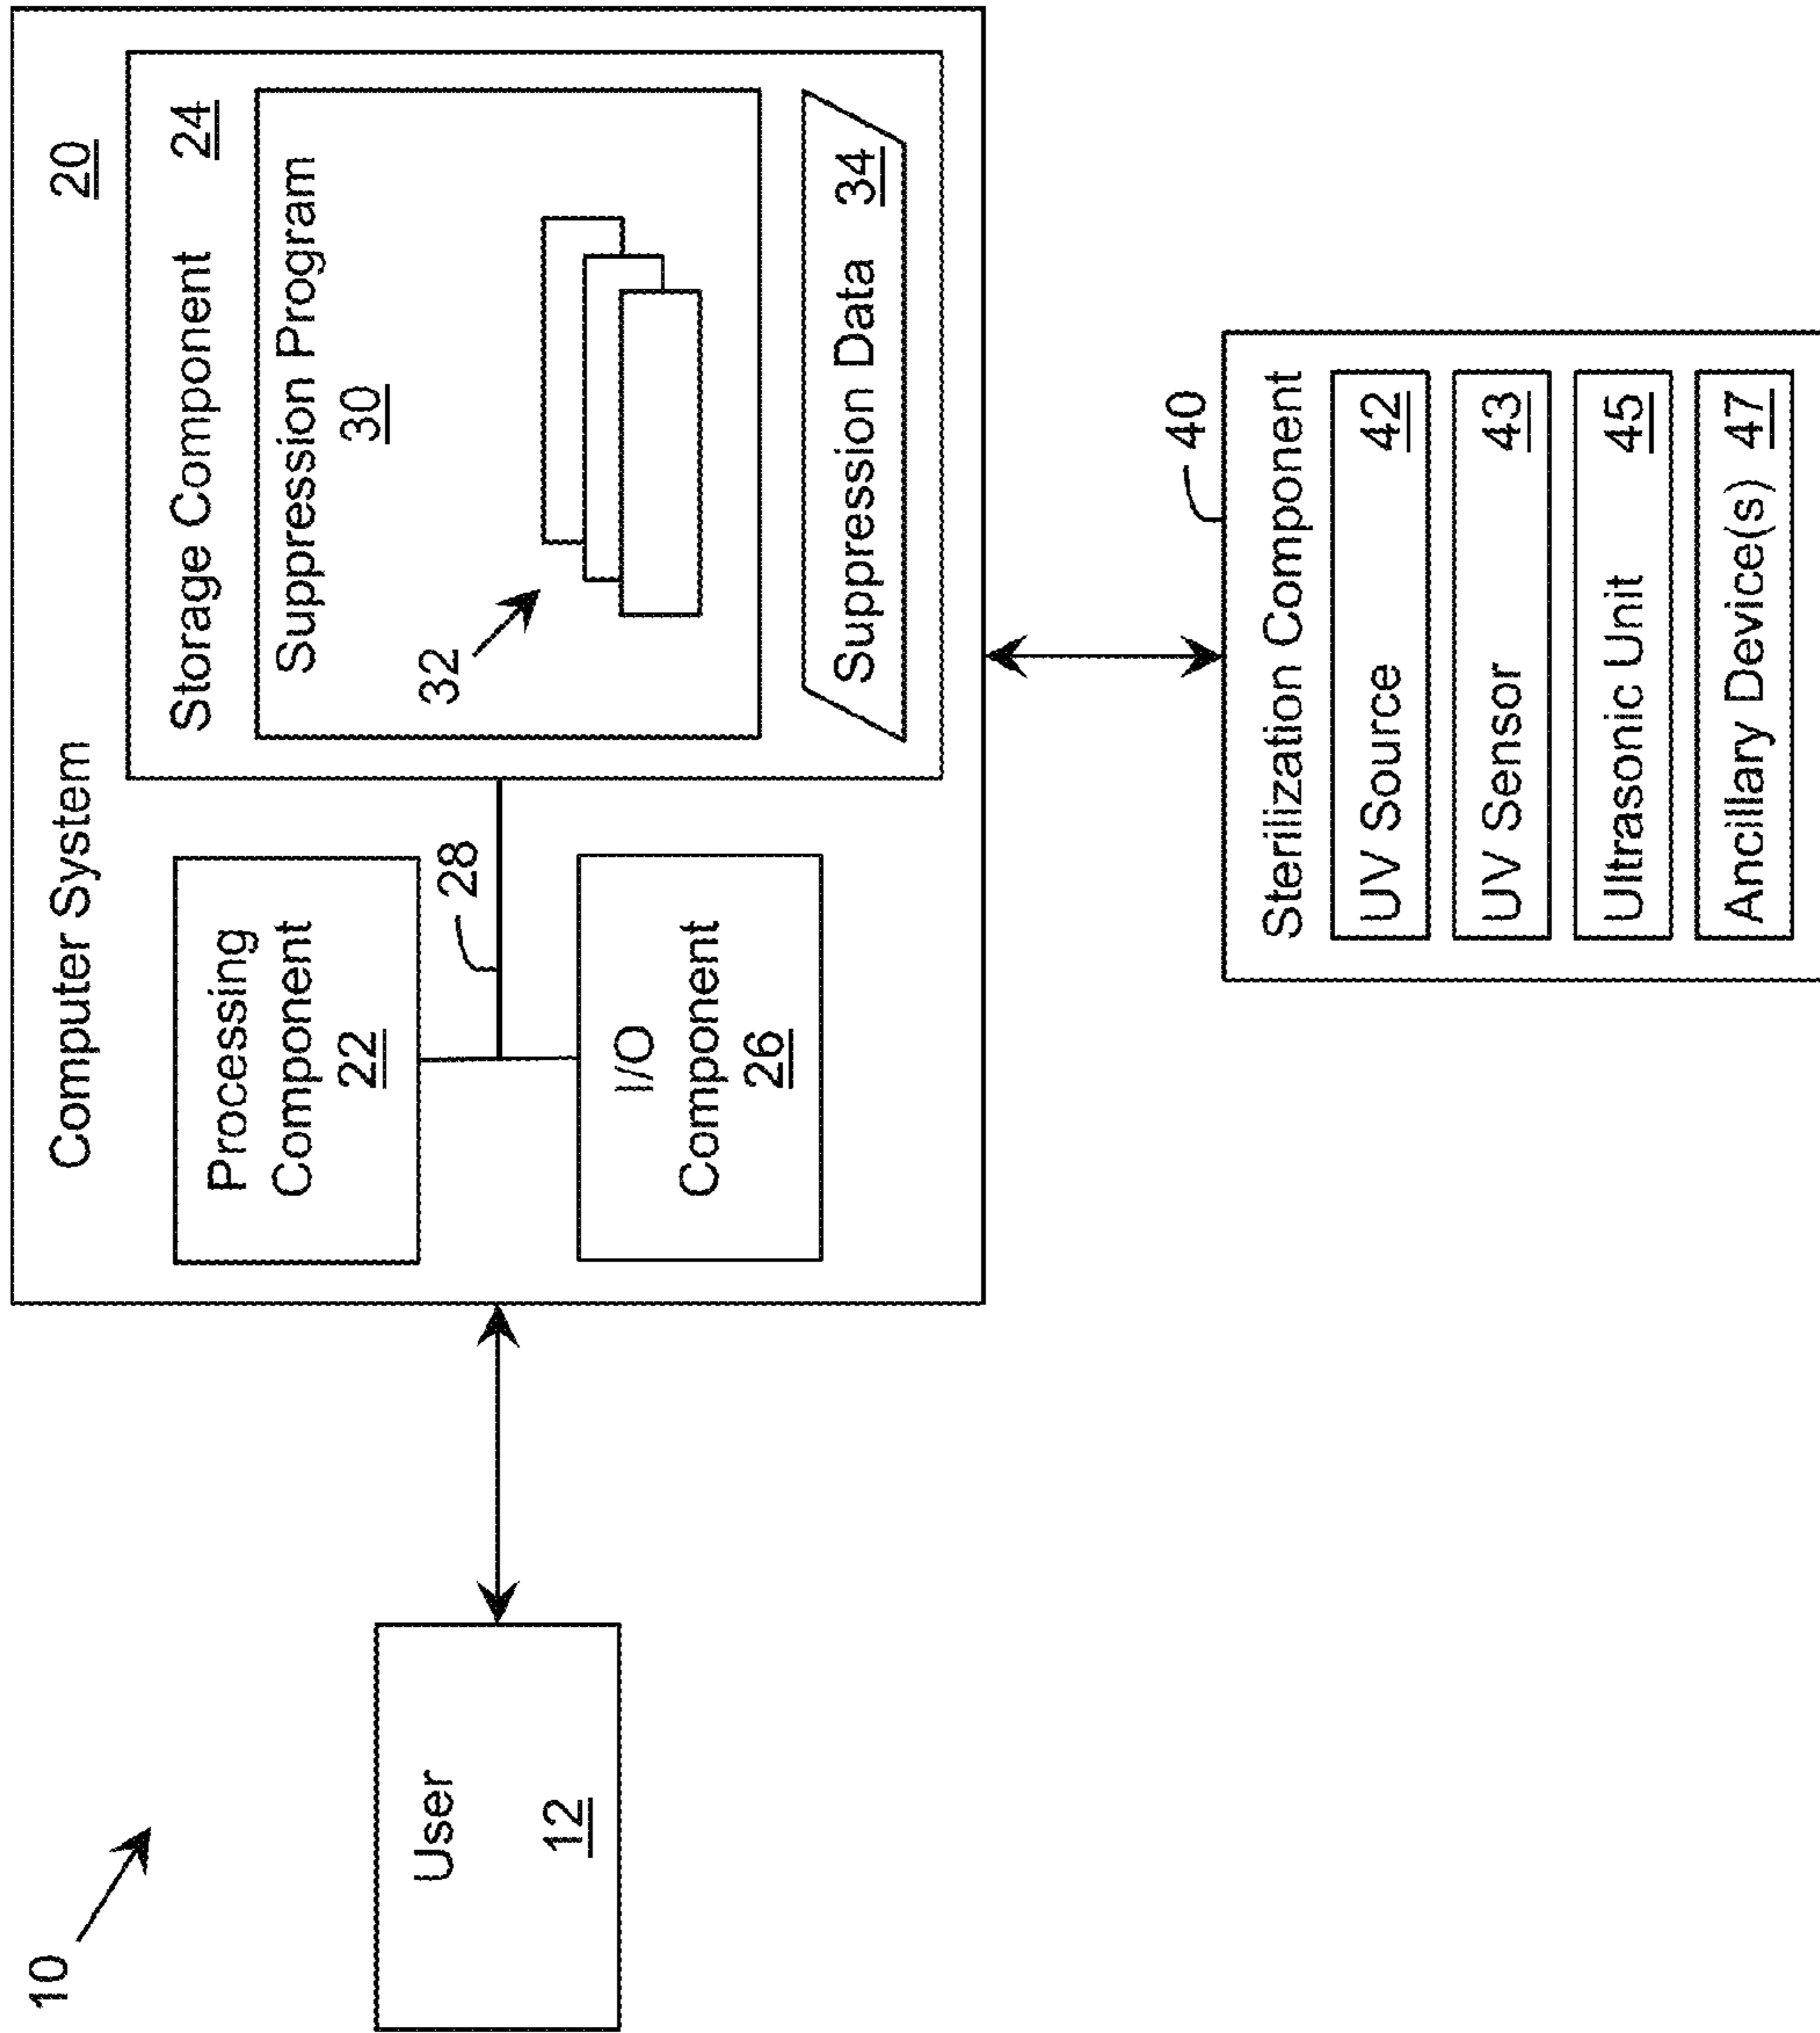 10
User
12
Computer System
20
Processing
Component
22
28
I/O
Component
26
Storage Component
24
Suppression Program
30
32
Suppression Data 34
40
Sterilization Component
UV Source 42
UV Sensor 43
Ultrasonic Unit 45
Ancillary Device(s) 47